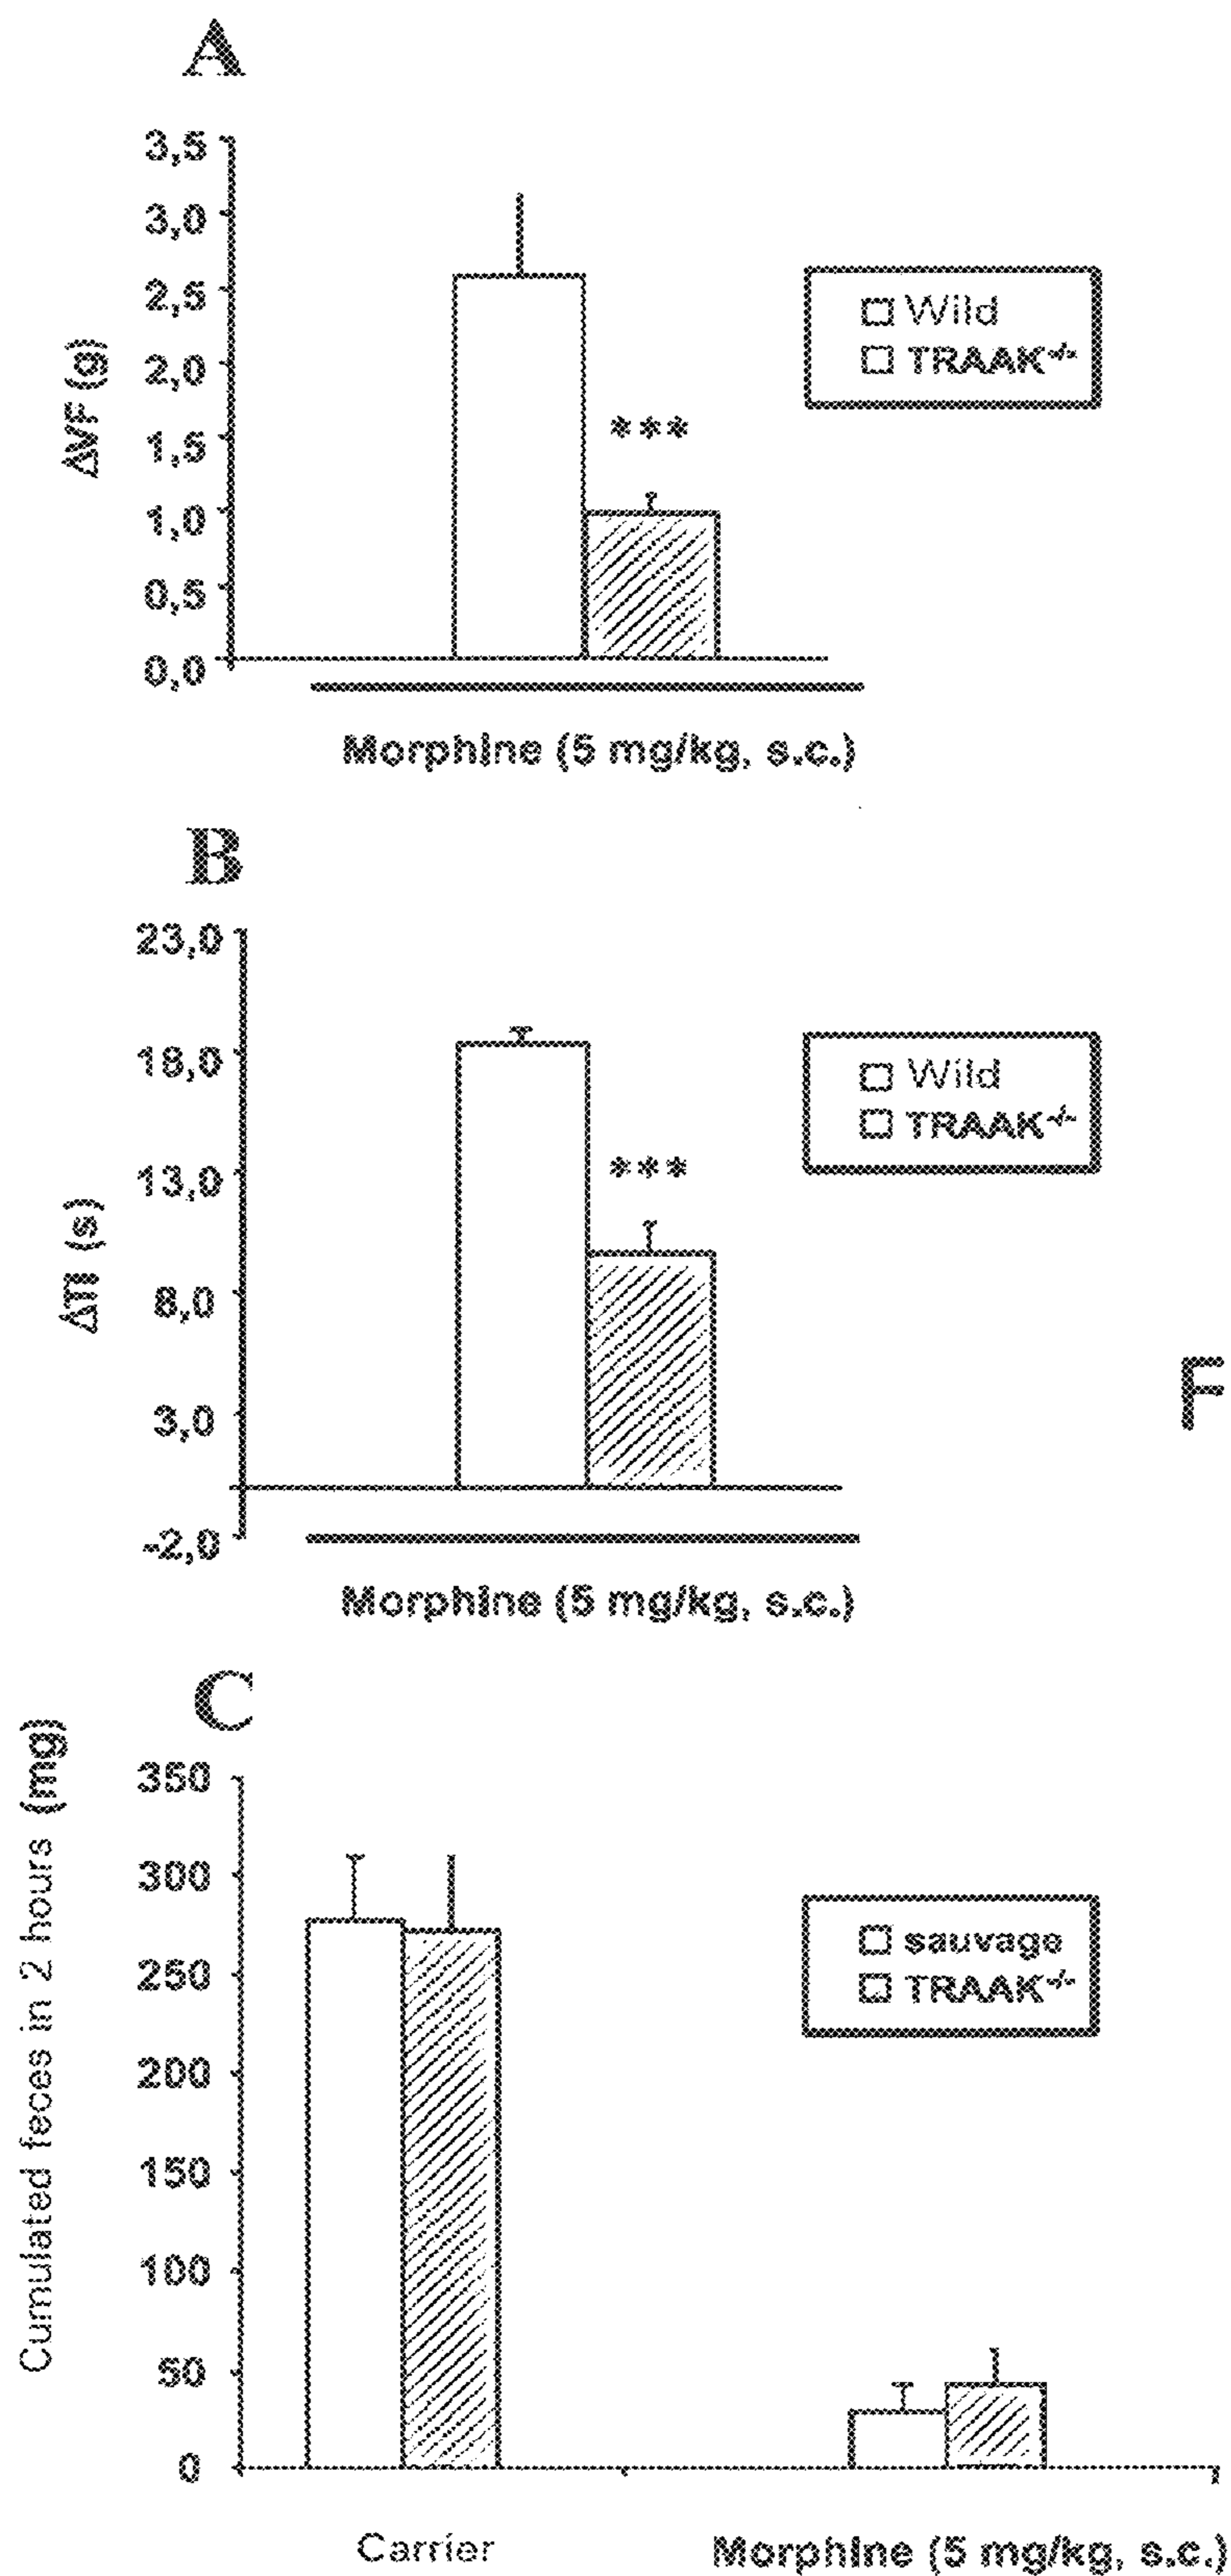 A
3,5
3,0
2,5
2,0
1,5
1,0
0,5
0,0
ΔVF (g)
Wild
TRAAK-/-
***
Morphine (5 mg/kg, s.c.)
B
23,0
18,0
13,0
8,0
3,0
-2,0
ΔTI (s)
Wild
TRAAK-/-
***
F
Morphine (5 mg/kg, s.c.)
C
350
300
250
200
150
100
50
0
Cumulated feces in 2 hours (mg)
sauvage
TRAAK-/-
Carrier
Morphine (5 mg/kg, s.c.)